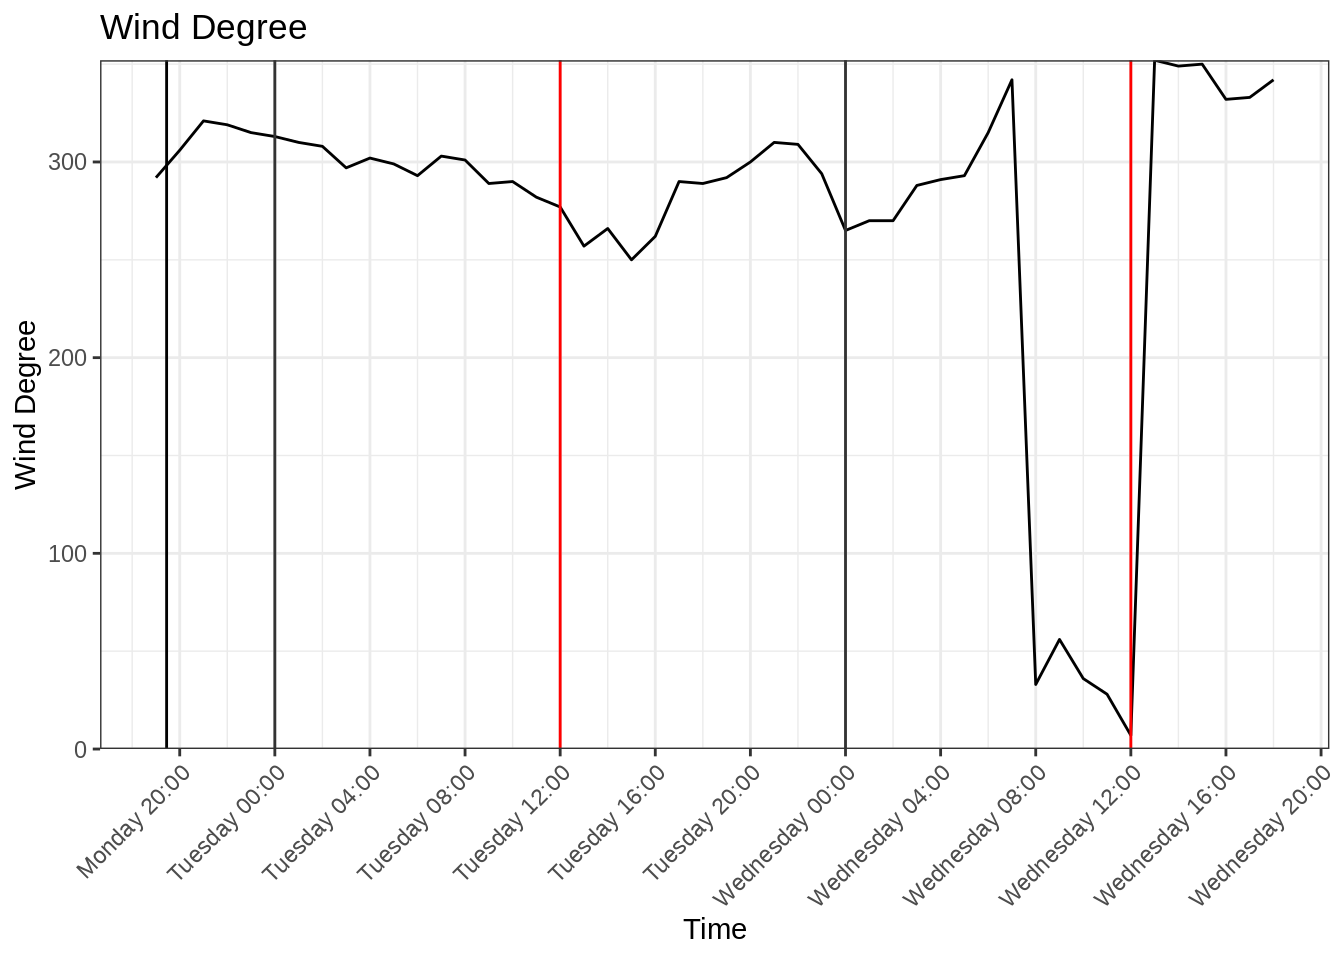 Wind Degree
Wind Degree
300
200
100
0
Monday 20:00
Tuesday 00:00
Tuesday 04:00
Tuesday 08:00
Tuesday 12:00
Tuesday 16:00
Tuesday 20:00
Wednesday 00:00
Wednesday 04:00
Wednesday 08:00
Wednesday 12:00
Wednesday 16:00
Wednesday 20:00
Time